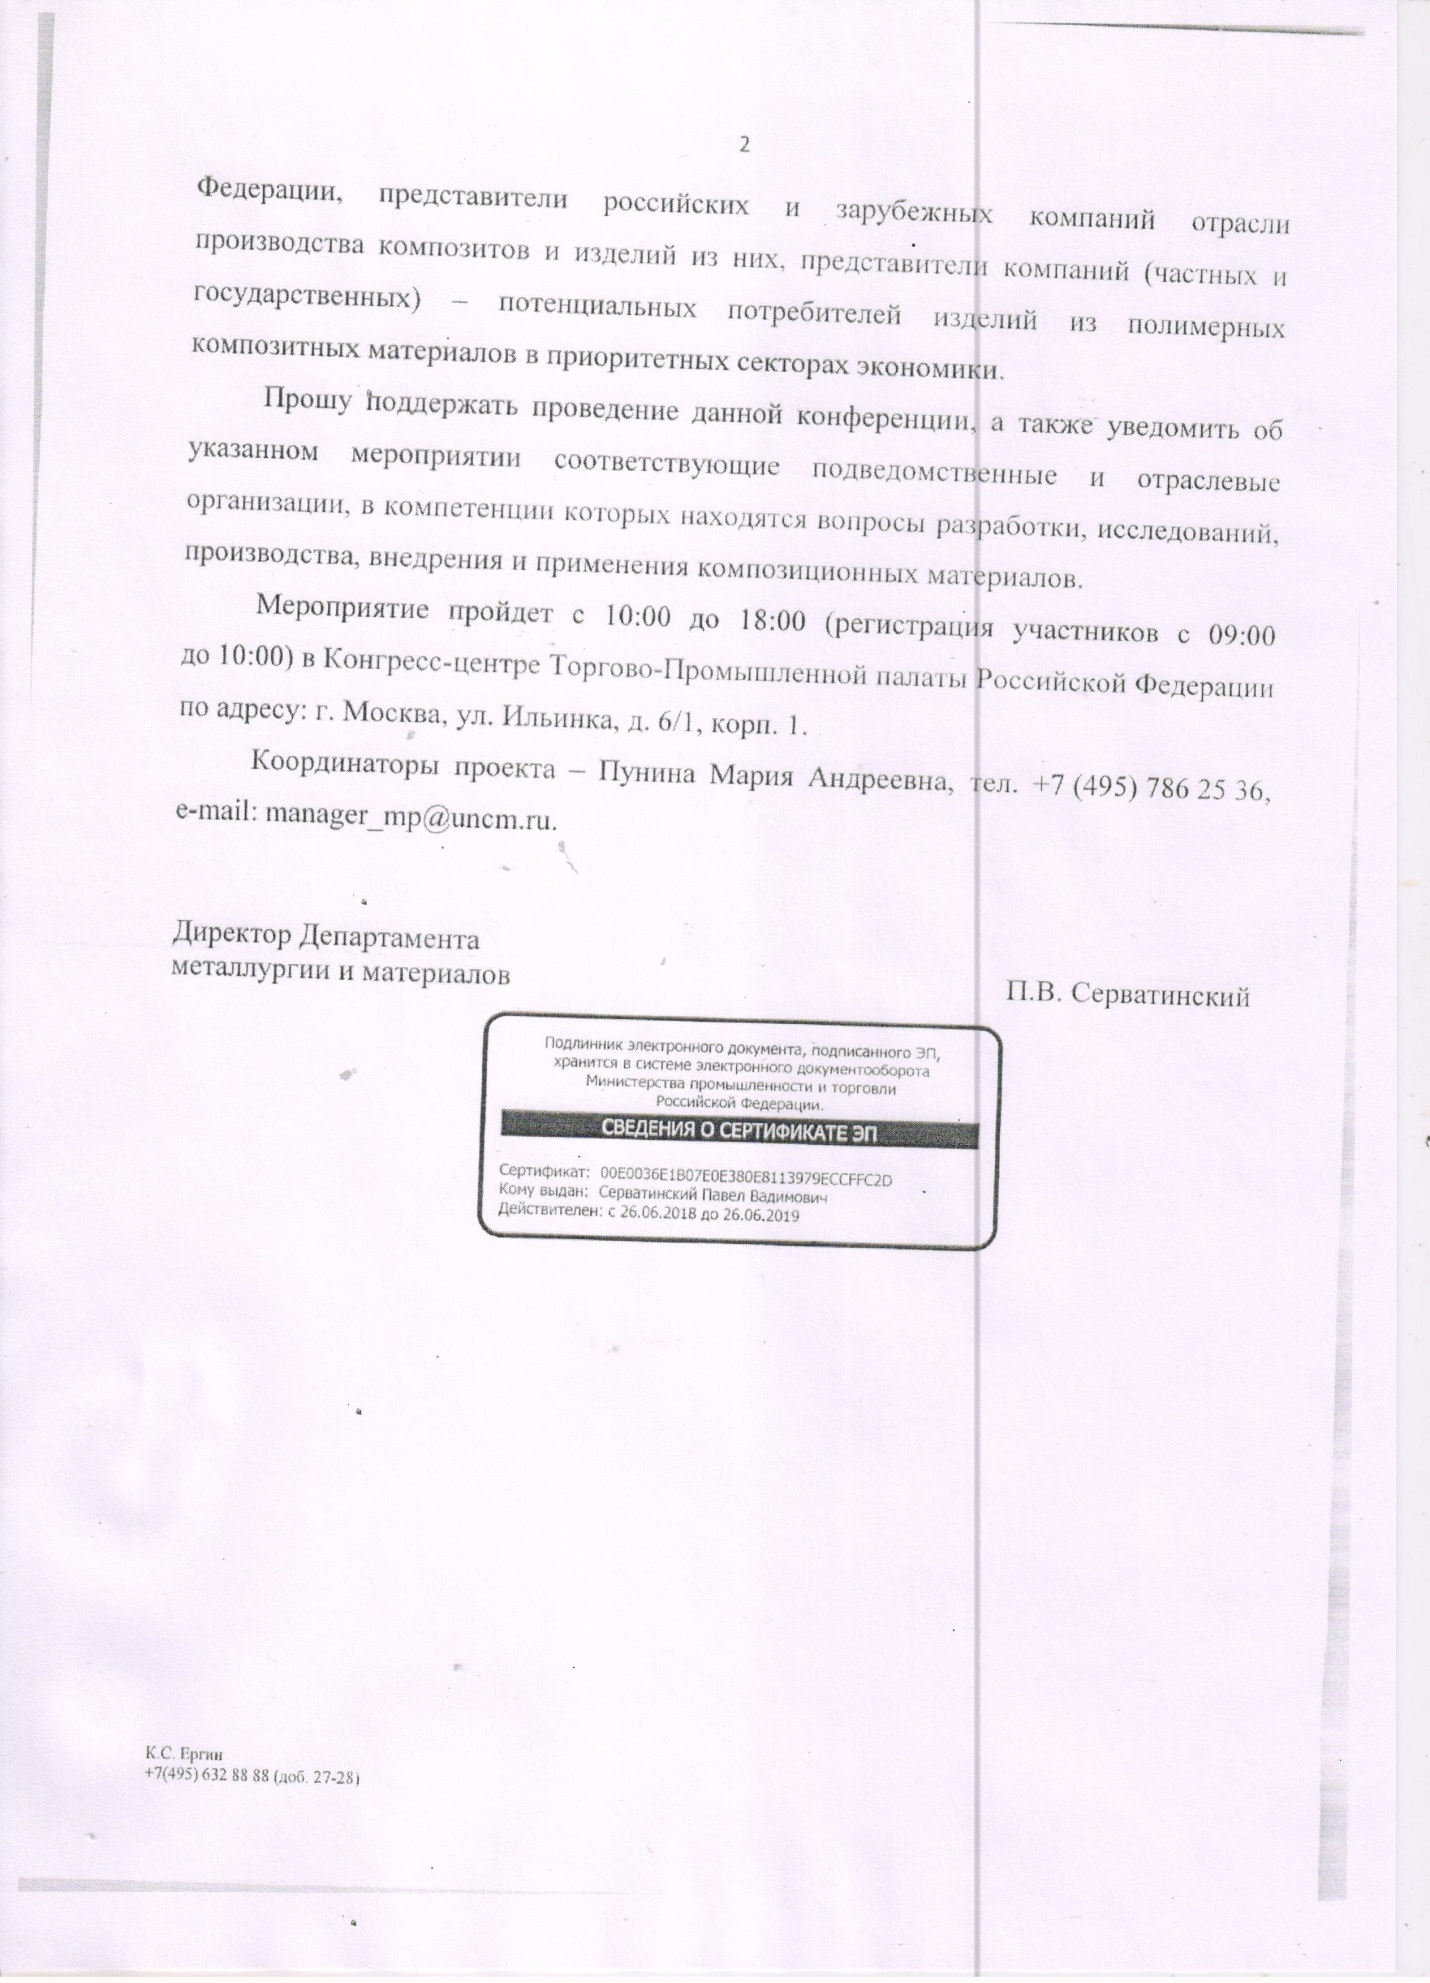 2
Федерации, представители российских и зарубежных компаний отрасли
производства композитов и изделий из них, представители компаний (частных и
государственных) – потенциальных потребителей изделий из полимерных
композитных материалов в приоритетных секторах экономики.
Прошу поддержать проведение данной конференции, а также уведомить об
указанном мероприятии соответствующие подведомственные и отраслевые
организации, в компетенции которых находятся вопросы разработки, исследований,
производства, внедрения и применения композиционных материалов.
Мероприятие пройдет с 10:00 до 18:00 (регистрация участников с 09:00
до 10:00) в Конгресс-центре Торгово-Промышленной палаты Российской Федерации
по адресу: г. Москва, ул. Ильинка, д. 6/1, корп. 1.
Координаторы проекта – Пунина Мария Андреевна, тел. +7 (495) 786 25 36,
e-mail: manager_mp@uncm.ru.
Директор Департамента
металлургии и материалов
П.В. Серватинский
Подлинник электронного документа, подписанного ЭП,
хранится в системе электронного документооборота
Министерства промышленности и торговли
Российской Федерации.
СВЕДЕНИЯ О СЕРТИФИКАТЕ ЭП
Сертификат: 00E0036E1B07E0E380E8113979ECCFFC2D
Кому выдан: Серватинский Павел Вадимович
Действителен: с 26.06.2018 до 26.06.2019
К.С. Ергин
+7(495) 632 88 88 (доб. 27-28)